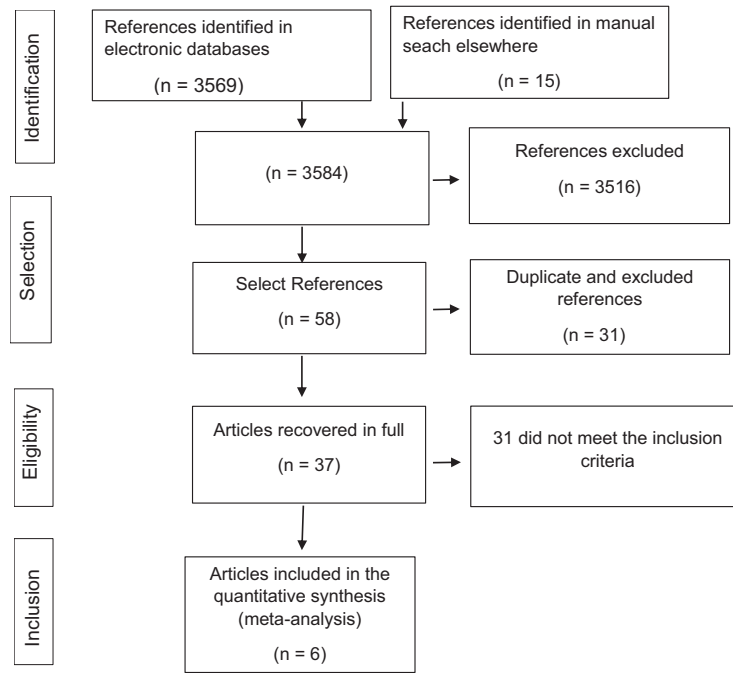 Identification
References identified in
electronic databases
(n = 3569)
References identified in manual
seach elsewhere
(n = 15)
(n = 3584)
References excluded
(n = 3516)
Selection
Select References
(n = 58)
Duplicate and excluded
references
(n = 31)
Eligibility
Articles recovered in full
(n = 37)
31 did not meet the inclusion
criteria
Inclusion
Articles included in the
quantitative synthesis
(meta-analysis)
(n = 6)